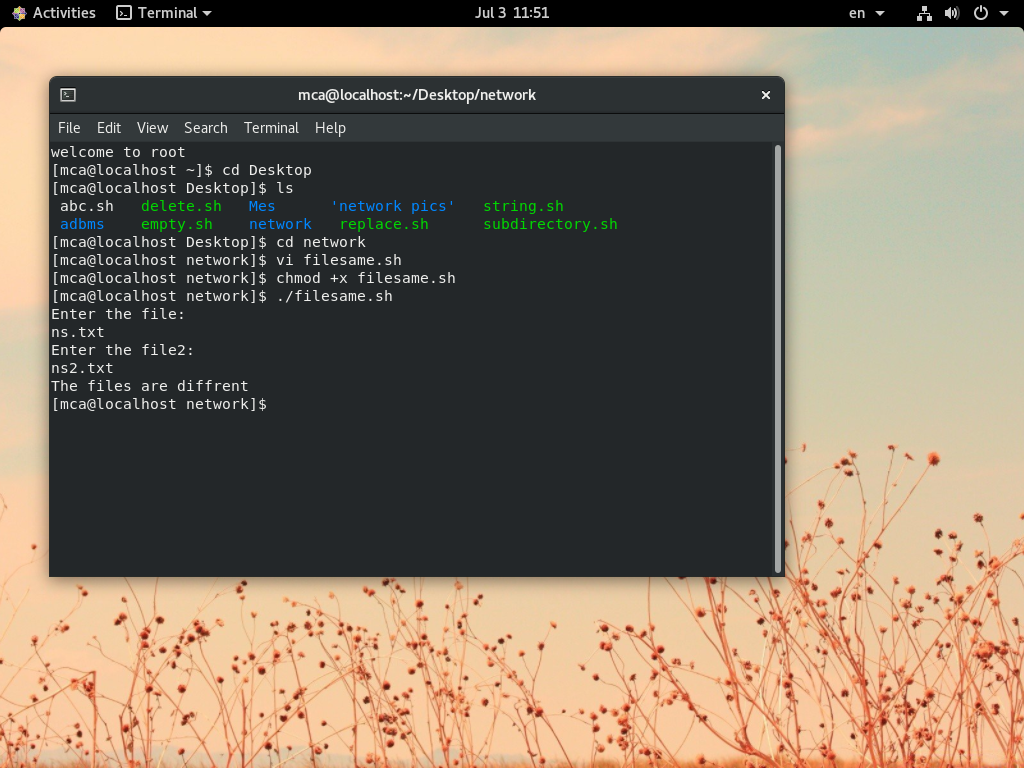 Activities Terminal Jul 3 11:51 en
mca@localhost:~/Desktop/network
File Edit View Search Terminal Help
welcome to root
[mca@localhost ~]$ cd Desktop
[mca@localhost Desktop]$ ls
abc.sh delete.sh Mes 'network pics' string.sh
adbms empty.sh network replace.sh subdirectory.sh
[mca@localhost Desktop]$ cd network
[mca@localhost network]$ vi filesame.sh
[mca@localhost network]$ chmod +x filesame.sh
[mca@localhost network]$ ./filesame.sh
Enter the file:
ns.txt
Enter the file2:
ns2.txt
The files are diffrent
[mca@localhost network]$